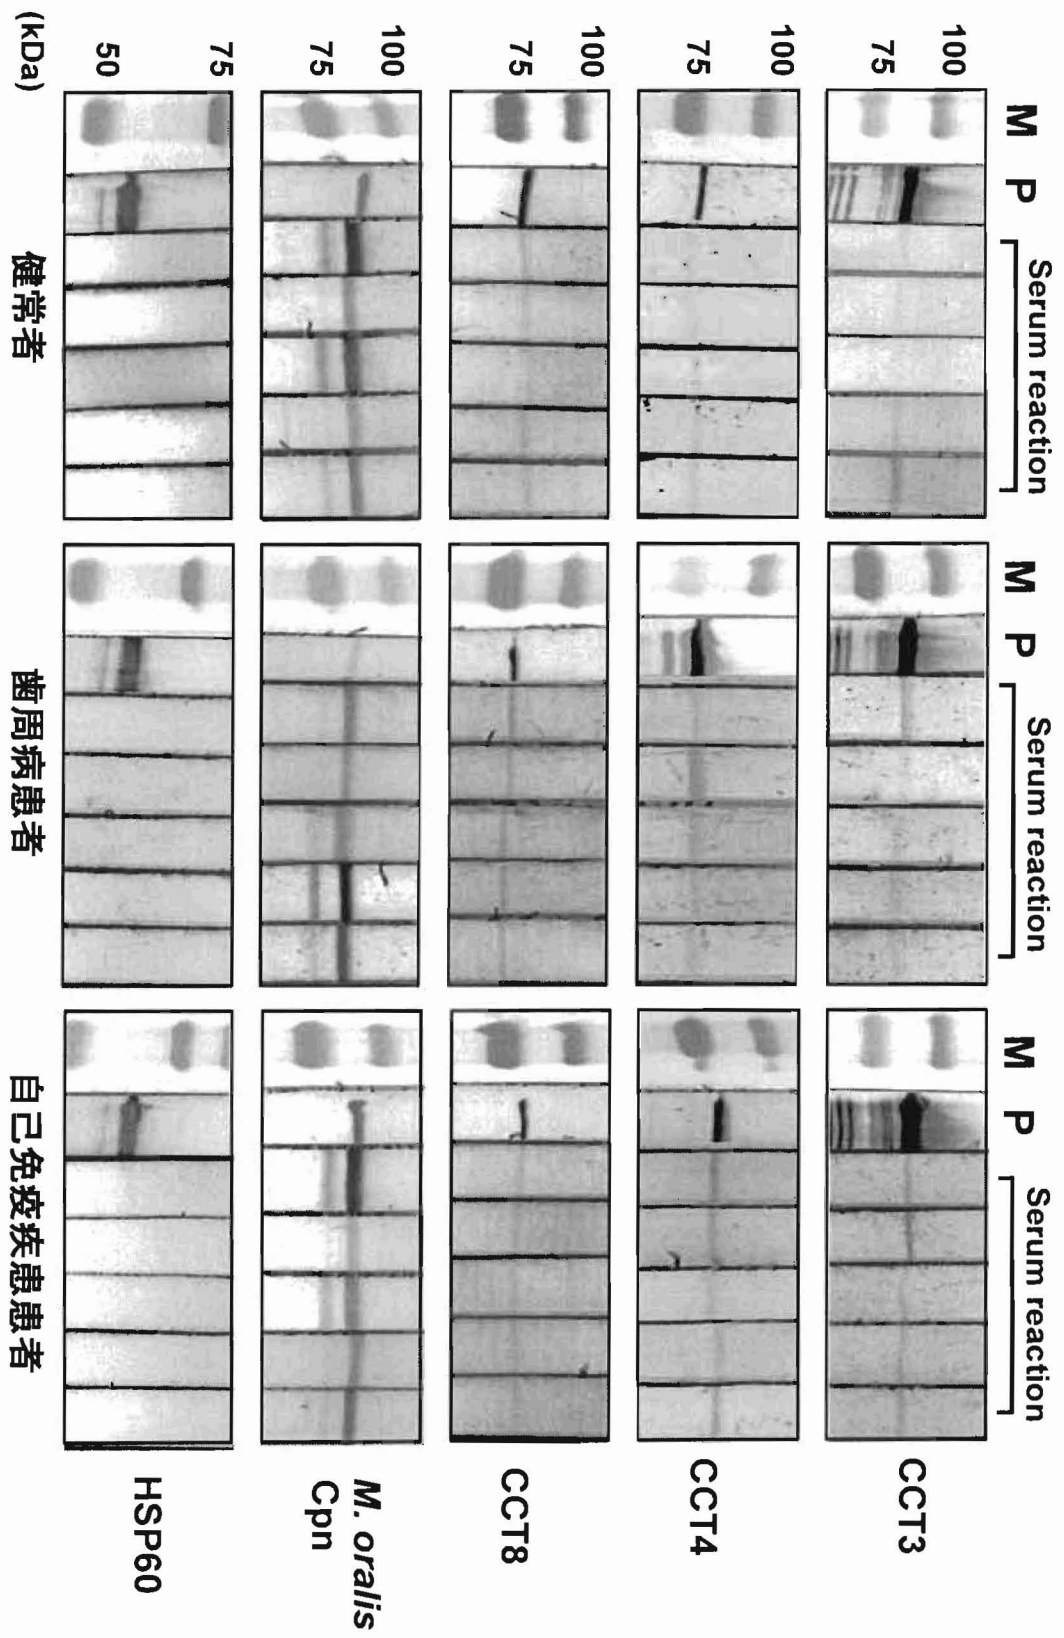 Serum reaction Serum reaction Serum reaction
M P M P M P
100
75
CCT3
100
75
CCT4
100
75
CCT8
100
75
M. oralis
Cpn
75
50
HSP60
(kDa)
健常者 歯周病患者 自己免疫疾患患者